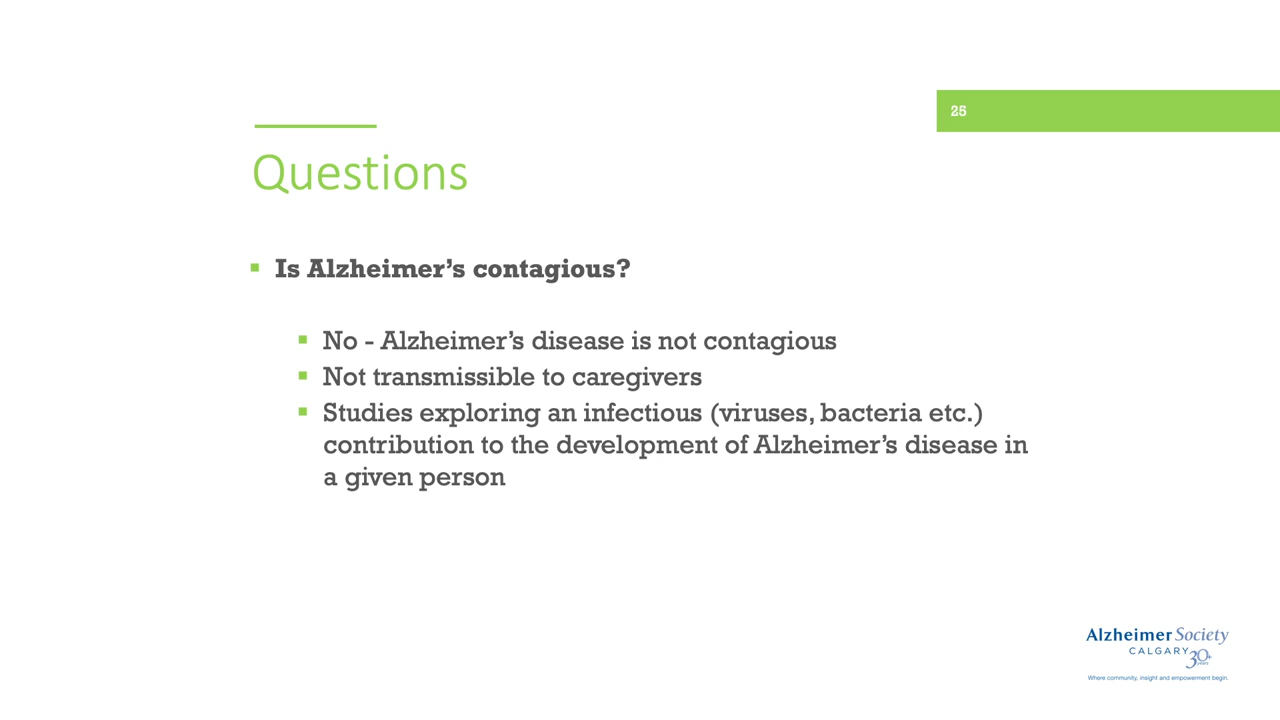 25
Questions
Is Alzheimer’s contagious?
No - Alzheimer’s disease is not contagious
Not transmissible to caregivers
Studies exploring an infectious (viruses, bacteria etc.)
contribution to the development of Alzheimer’s disease in
a given person
Alzheimer Society
CALGARY 30+
years
Where community, insight and empowerment begin.